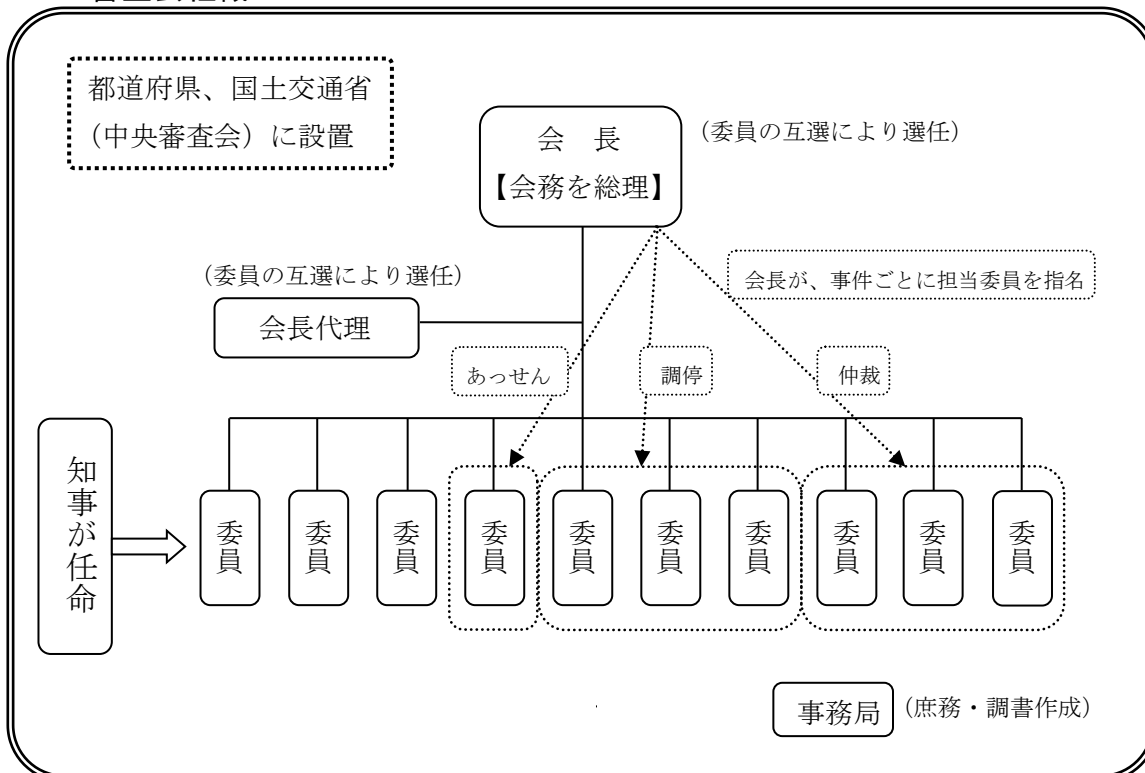 都道府県、国土交通省
（中央審査会）に設置
会　長
【会務を総理】
（委員の互選により選任）
（委員の互選により選任）
会長代理
会長が、事件ごとに担当委員を指名
あっせん
調停
仲裁
知事が任命
委員
委員
委員
委員
委員
委員
委員
委員
委員
委員
事務局
（庶務・調書作成）